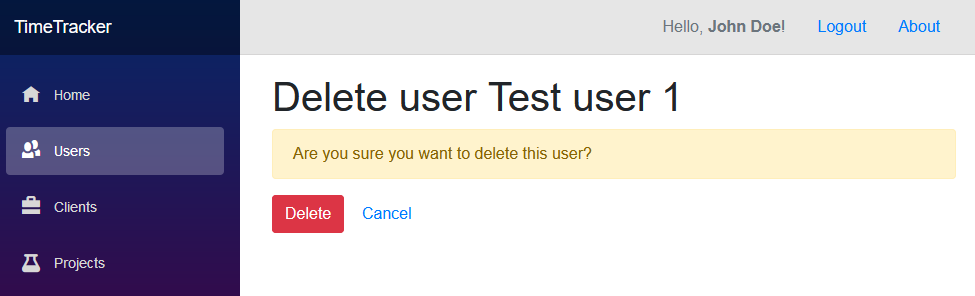 TimeTracker
Hello, John Doe! Logout About
Home
Users
Clients
Projects
Delete user Test user 1
Are you sure you want to delete this user?
Delete Cancel